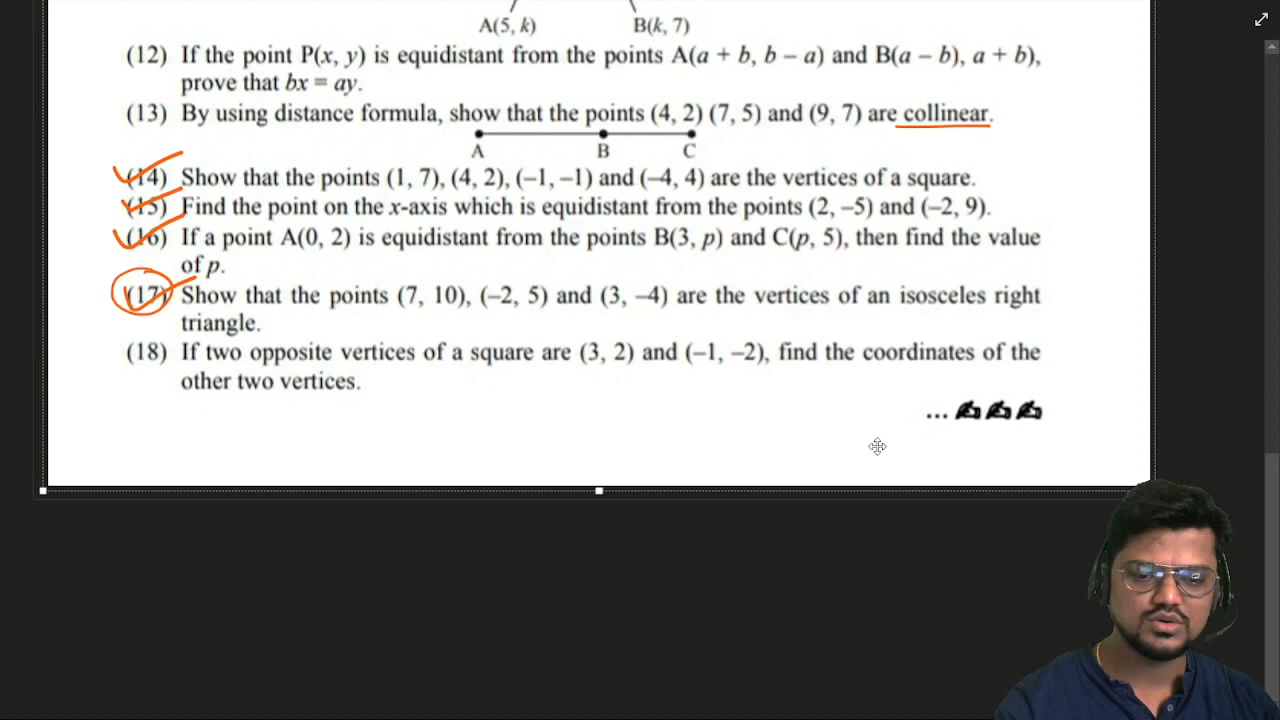 A(5, k) B(k, 7)
(12) If the point P(x, y) is equidistant from the points A(a + b, b – a) and B(a – b), a + b),
prove that bx = ay.
(13) By using distance formula, show that the points (4, 2) (7, 5) and (9, 7) are collinear.
A B C
(14) Show that the points (1, 7), (4, 2), (–1, –1) and (–4, 4) are the vertices of a square.
(15) Find the point on the x-axis which is equidistant from the points (2, –5) and (–2, 9).
(16) If a point A(0, 2) is equidistant from the points B(3, p) and C(p, 5), then find the value
of p.
(17) Show that the points (7, 10), (–2, 5) and (3, –4) are the vertices of an isosceles right
triangle.
(18) If two opposite vertices of a square are (3, 2) and (–1, –2), find the coordinates of the
other two vertices.
...